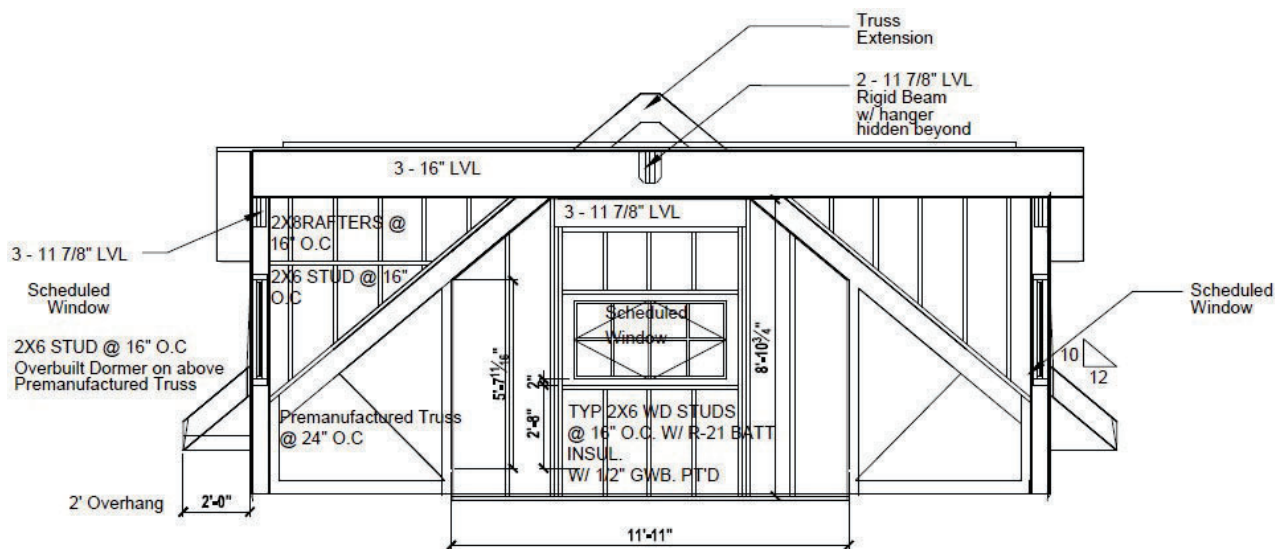 Truss
Extension
2 - 11 7/8" LVL
Rigid Beam
w/ hanger
hidden beyond
3 - 16" LVL
3 - 11 7/8" LVL
2X8RAFTERS @
16" O.C
2X6 STUD @ 16"
O.C
3 - 11 7/8" LVL
Scheduled
Window
2X6 STUD @ 16" O.C
Overbuilt Dormer on above
Premanufactured Truss
Scheduled
Window
Scheduled
Window
10
12
5'-7 11/16"
2"
2'-8"
8'-10 3/4"
Premanufactured Truss
@ 24" O.C
TYP 2X6 WD STUDS
@ 16" O.C. W/ R-21 BATT
INSUL.
W/ 1/2" GWB. PT'D
2' Overhang
2'-0"
11'-11"